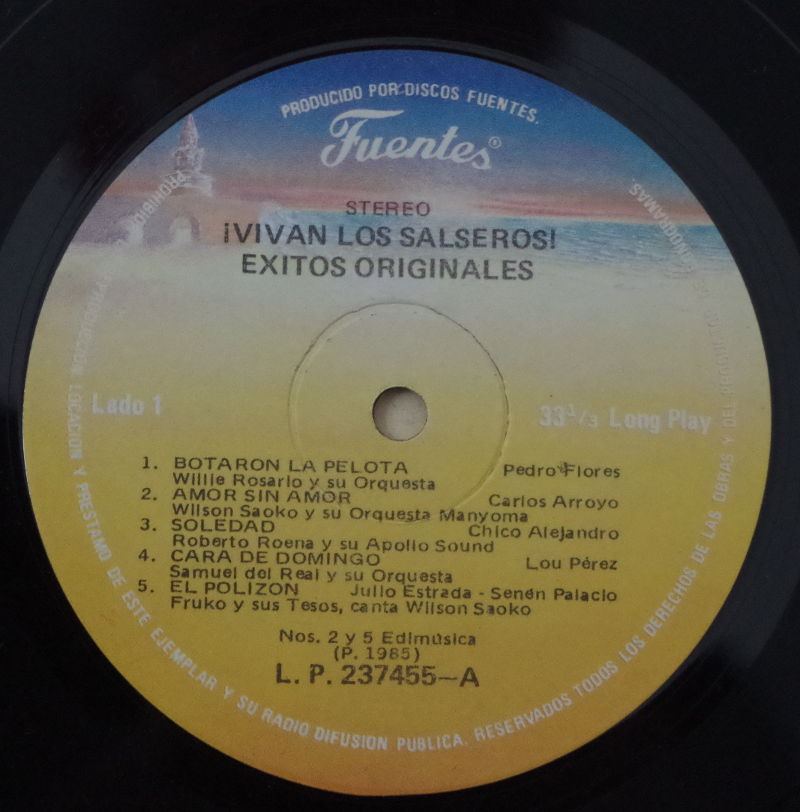 PRODUCIDO POR DISCOS FUENTES.
Fuentes®
STEREO
¡VIVAN LOS SALSEROS!
EXITOS ORIGINALES
Lado 1
33 1/3 Long Play
1. BOTARON LA PELOTA Pedro Flores
Willie Rosario y su Orquesta
2. AMOR SIN AMOR Carlos Arroyo
Wilson Saoko y su Orquesta Manyoma
3. SOLEDAD Chico Alejandro
Roberto Roena y su Apollo Sound
4. CARA DE DOMINGO Lou Pérez
Samuel del Real y su Orquesta
5. EL POLIZON Julio Estrada - Senén Palacio
Fruko y sus Tesos, canta Wilson Saoko
Nos. 2 y 5 Edimúsica
(P. 1985)
L. P. 237455-A
LOCACION Y PRESTAMO DE ESTE EJEMPLAR Y SU RADIO DIFUSION PUBLICA. RESERVADOS TODOS LOS DERECHOS DE LAS OBRAS Y DEL